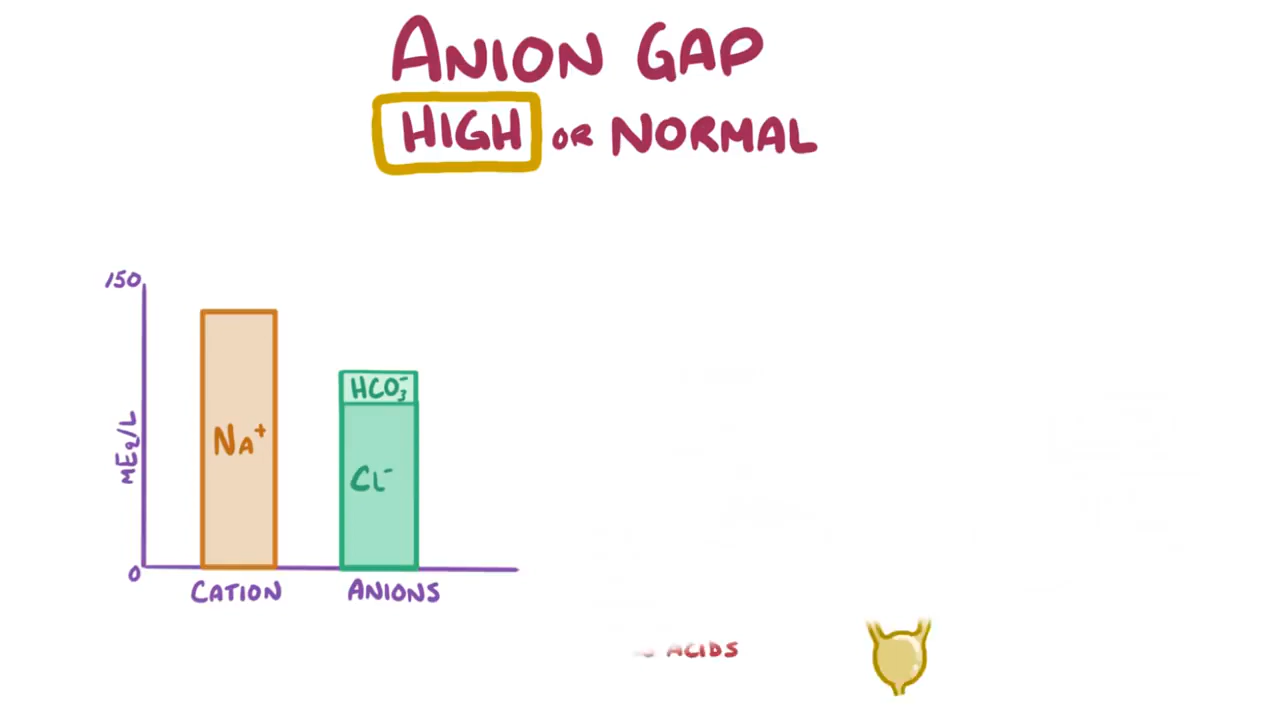 ANION GAP
HIGH OR NORMAL
150
MEq/L
HCO3-
Na+
Cl-
0
CATION ANIONS
ACIDS